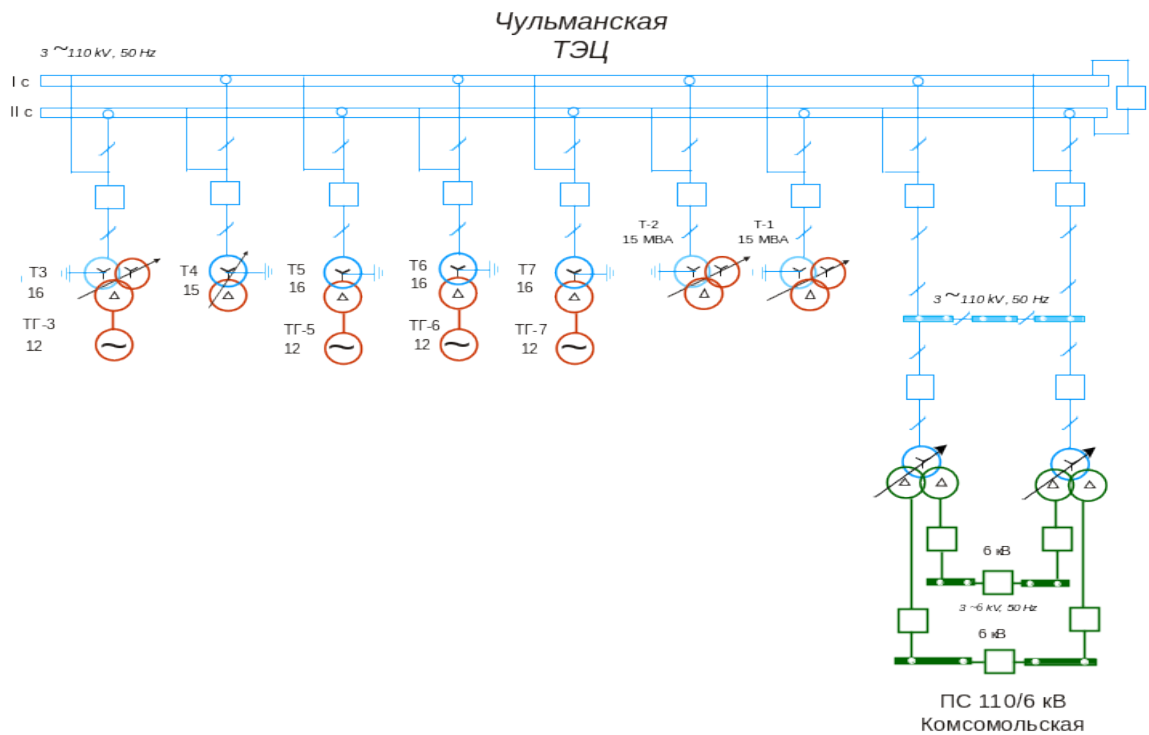 Чульманская
ТЭЦ
3 ~110 kV, 50 Hz
I с
II с
Т-2
15 МВА
Т-1
15 МВА
Т3
16
Т4
15
Т5
16
Т6
16
Т7
16
ТГ-3
12
ТГ-5
12
ТГ-6
12
ТГ-7
12
3 ~110 kV, 50 Hz
6 кВ
3 ~6 kV, 50 Hz
6 кВ
ПС 110/6 кВ
Комсомольская